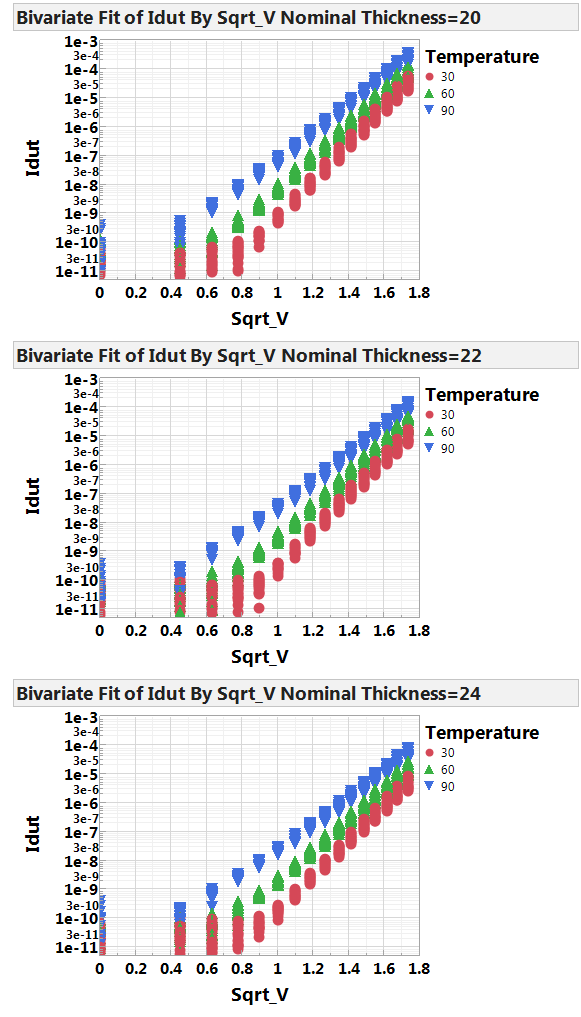 Bivariate Fit of Idut By Sqrt_V Nominal Thickness=20
1e-3
3e-4
1e-4
3e-5
1e-5
3e-6
1e-6
3e-7
1e-7
3e-8
1e-8
3e-9
1e-9
3e-10
1e-10
3e-11
1e-11
Idut
0 0.2 0.4 0.6 0.8 1 1.2 1.4 1.6 1.8
Sqrt_V
Temperature
30
60
90
Bivariate Fit of Idut By Sqrt_V Nominal Thickness=22
1e-3
3e-4
1e-4
3e-5
1e-5
3e-6
1e-6
3e-7
1e-7
3e-8
1e-8
3e-9
1e-9
3e-10
1e-10
3e-11
1e-11
Idut
0 0.2 0.4 0.6 0.8 1 1.2 1.4 1.6 1.8
Sqrt_V
Temperature
30
60
90
Bivariate Fit of Idut By Sqrt_V Nominal Thickness=24
1e-3
3e-4
1e-4
3e-5
1e-5
3e-6
1e-6
3e-7
1e-7
3e-8
1e-8
3e-9
1e-9
3e-10
1e-10
3e-11
1e-11
Idut
0 0.2 0.4 0.6 0.8 1 1.2 1.4 1.6 1.8
Sqrt_V
Temperature
30
60
90